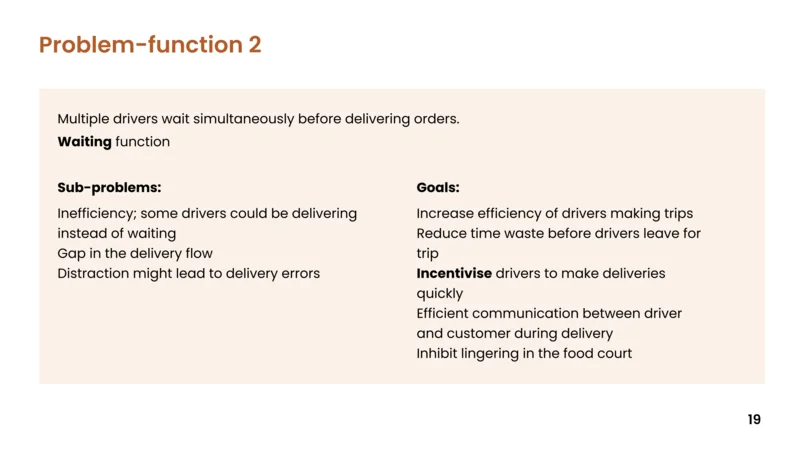 Problem-function 2
Multiple drivers wait simultaneously before delivering orders.
Waiting function
Sub-problems:
Inefficiency; some drivers could be delivering
instead of waiting
Gap in the delivery flow
Distraction might lead to delivery errors
Goals:
Increase efficiency of drivers making trips
Reduce time waste before drivers leave for
trip
Incentivise drivers to make deliveries
quickly
Efficient communication between driver
and customer during delivery
Inhibit lingering in the food court
19